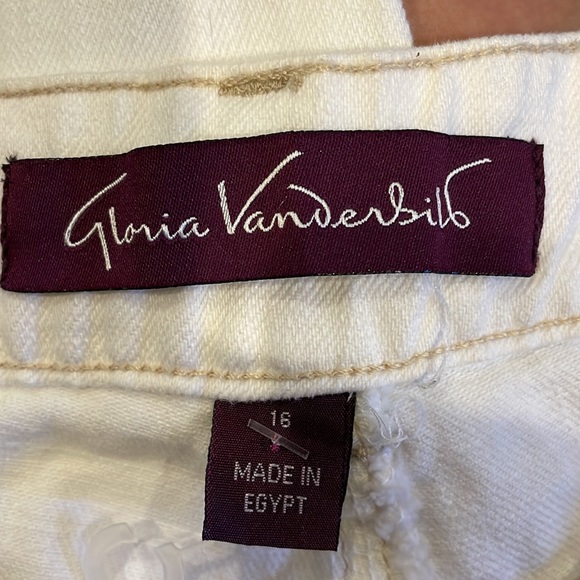 Gloria Vanderbilt
16
MADE IN
EGYPT